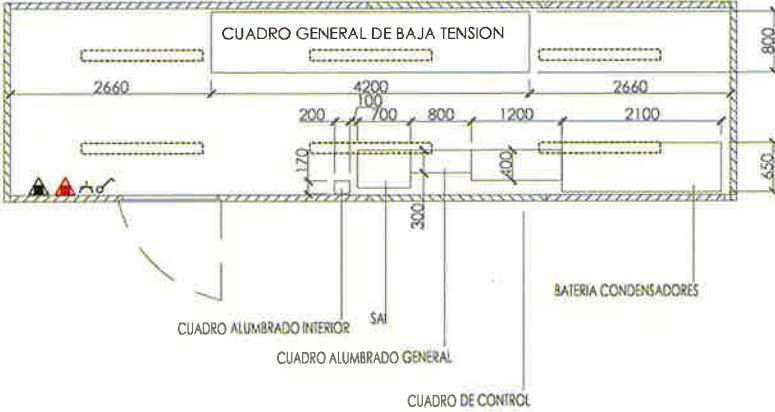 CUADRO GENERAL DE BAJA TENSION
800
2660
4200
2660
100
200
700
800
1200
2100
170
400
650
300
BATERIA CONDENSADORES
CUADRO ALUMBRADO INTERIOR
SAI
CUADRO ALUMBRADO GENERAL
CUADRO DE CONTROL